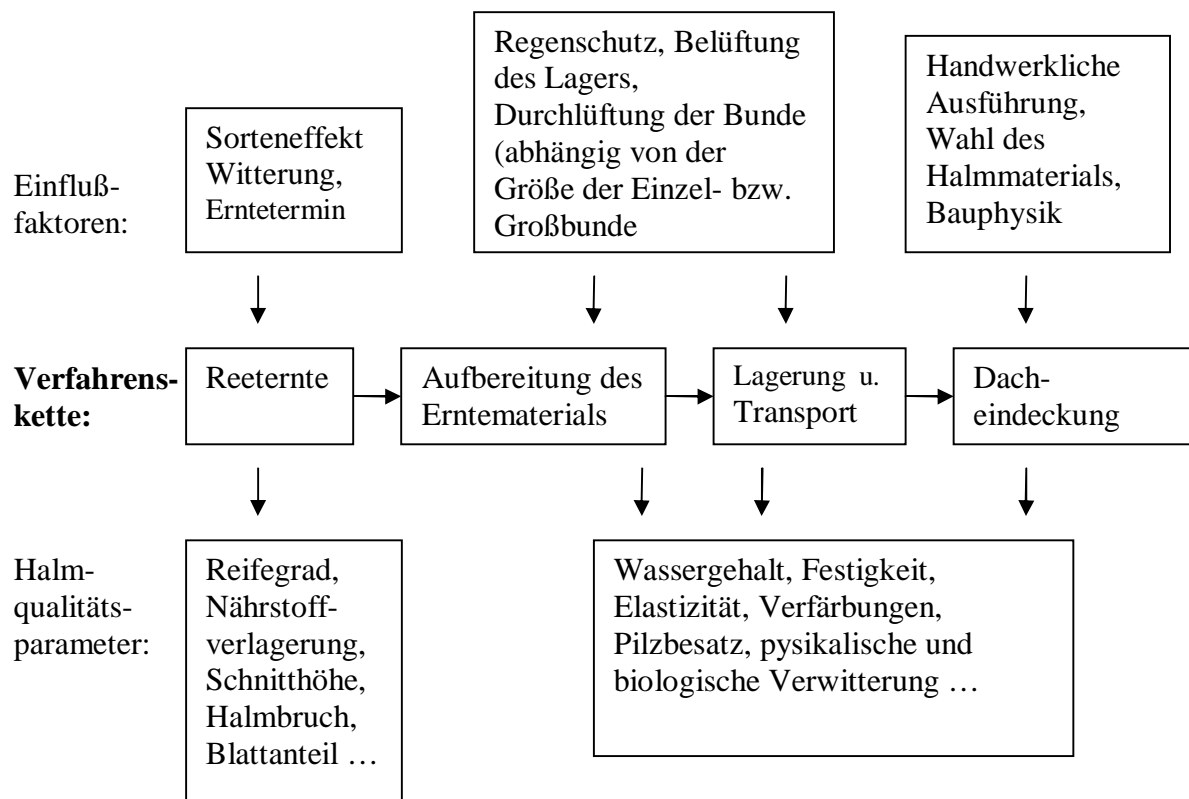 Einfluß-
faktoren:
Sorteneffekt
Witterung,
Erntetermin
Regenschutz, Belüftung
des Lagers,
Durchlüftung der Bunde
(abhängig von der
Größe der Einzel- bzw.
Großbunde
Handwerkliche
Ausführung,
Wahl des
Halmmaterials,
Bauphysik
Verfahrens-
kette:
Reeternte
Aufbereitung des
Erntematerials
Lagerung u.
Transport
Dach-
eindeckung
Halm-
qualitäts-
parameter:
Reifegrad,
Nährstoff-
verlagerung,
Schnitthöhe,
Halmbruch,
Blattanteil …
Wassergehalt, Festigkeit,
Elastizität, Verfärbungen,
Pilzbesatz, pysikalische und
biologische Verwitterung …